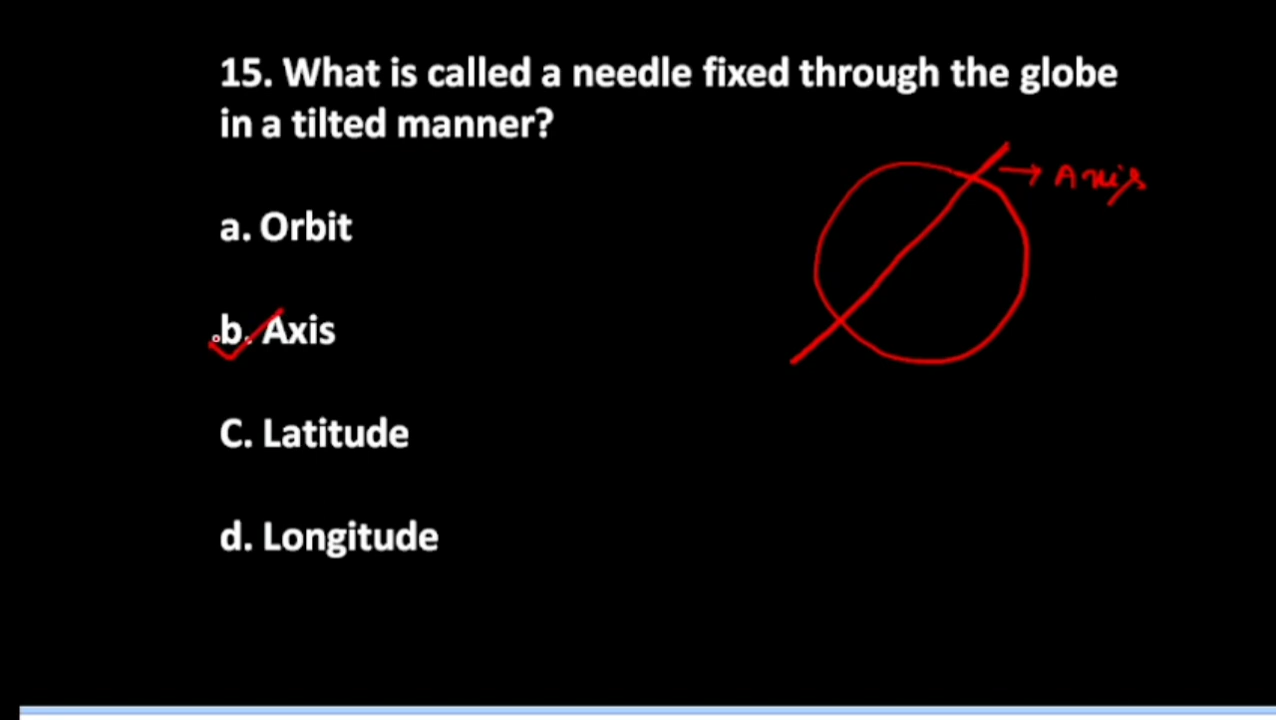 15. What is called a needle fixed through the globe
in a tilted manner?
Axis
a. Orbit
b. Axis
C. Latitude
d. Longitude